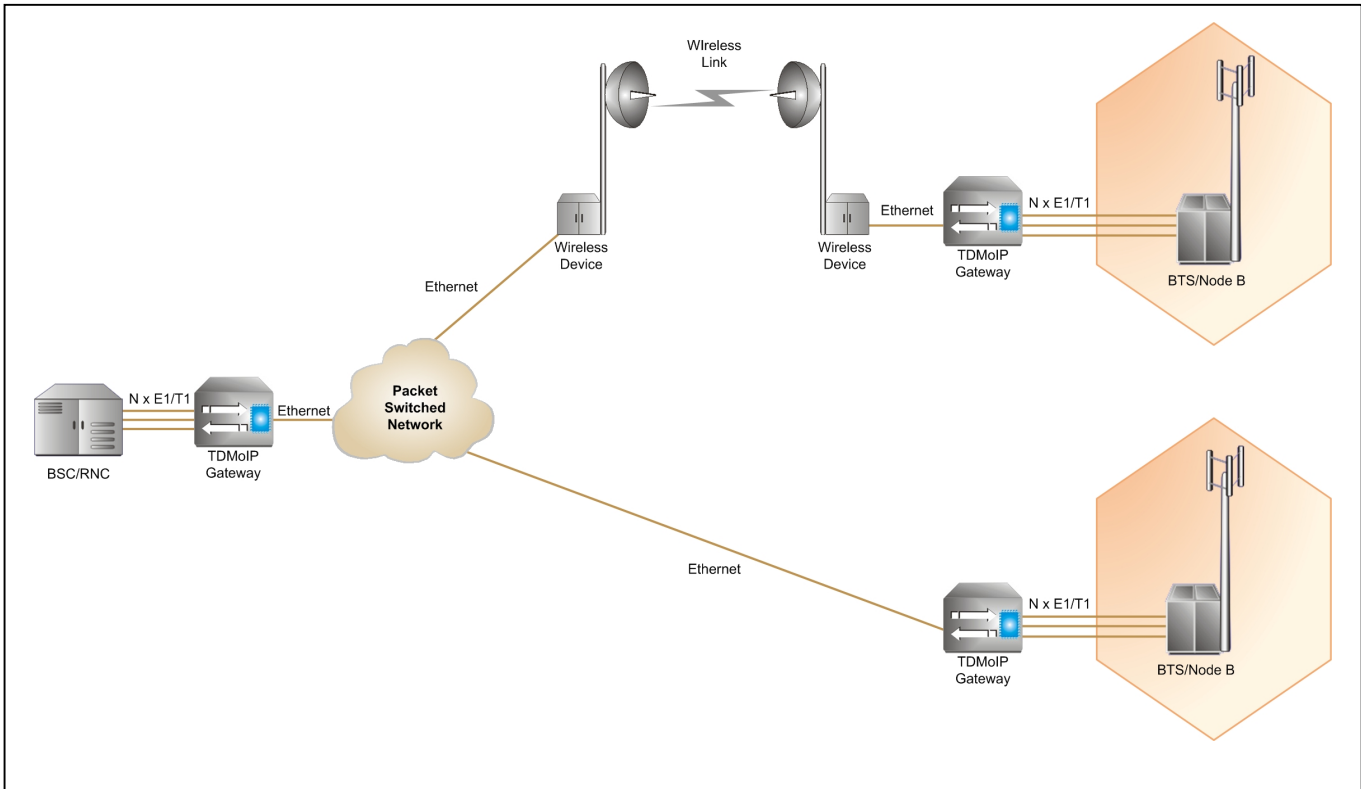 WIreless
Link
Ethernet
N x E1/T1
Wireless
Device
Wireless
Device
TDMoIP
Gateway
BTS/Node B
Ethernet
Packet
Switched
Network
N x E1/T1
Ethernet
TDMoIP
Gateway
BSC/RNC
Ethernet
N x E1/T1
TDMoIP
Gateway
BTS/Node B